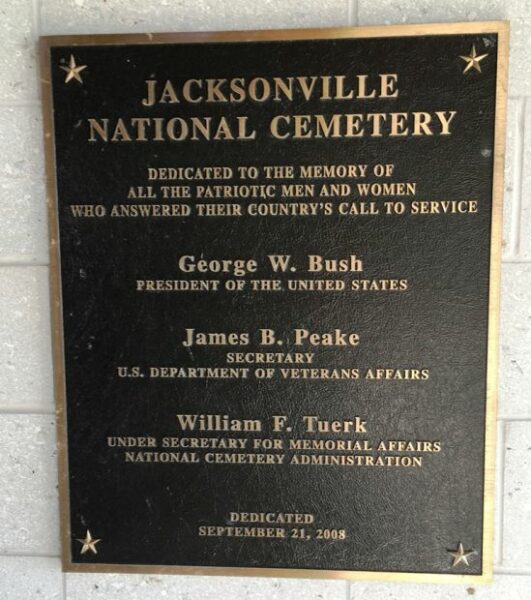 JACKSONVILLE
NATIONAL CEMETERY
DEDICATED TO THE MEMORY OF
ALL THE PATRIOTIC MEN AND WOMEN
WHO ANSWERED THEIR COUNTRY'S CALL TO SERVICE
George W. Bush
PRESIDENT OF THE UNITED STATES
James B. Peake
SECRETARY
U.S. DEPARTMENT OF VETERANS AFFAIRS
William F. Tuerk
UNDER SECRETARY FOR MEMORIAL AFFAIRS
NATIONAL CEMETERY ADMINISTRATION
DEDICATED
SEPTEMBER 21, 2008